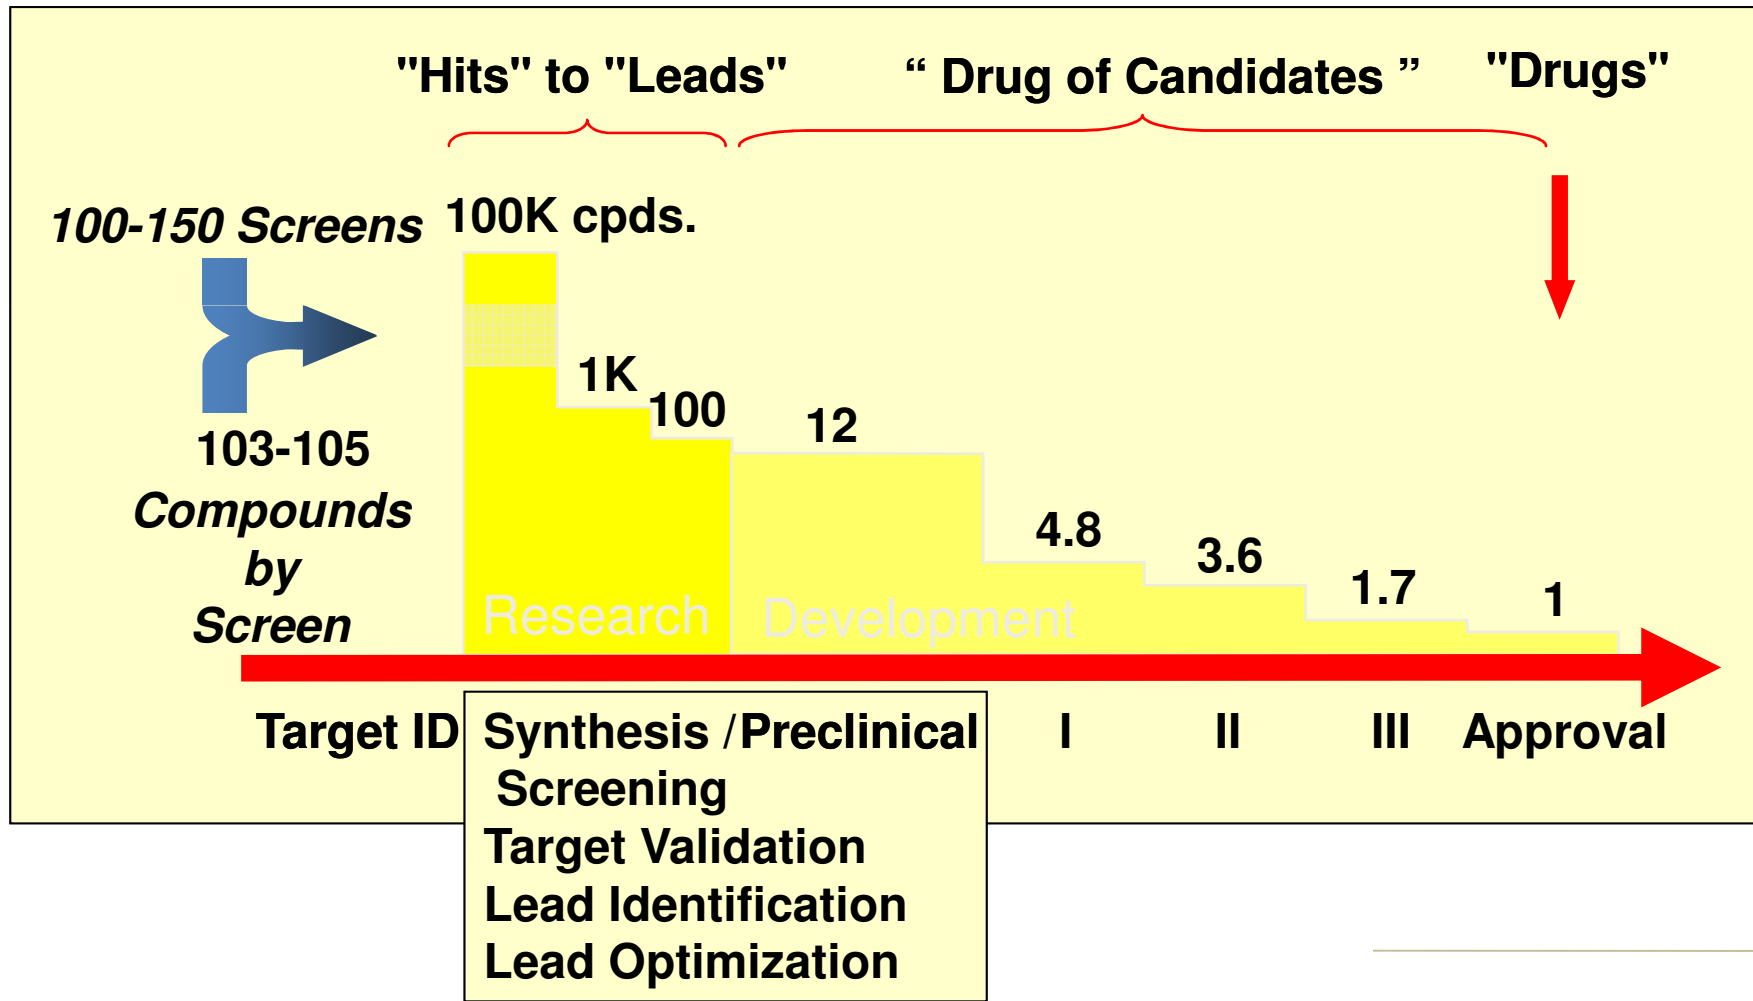 "Hits" to "Leads"
“ Drug of Candidates ”
"Drugs"
100-150 Screens
100K cpds.
1K
100
12
103-105
Compounds
by
Screen
4.8
3.6
1.7
1
Research
Development
Target ID
Synthesis /Preclinical
I
II
III
Approval
Screening
Target Validation
Lead Identification
Lead Optimization